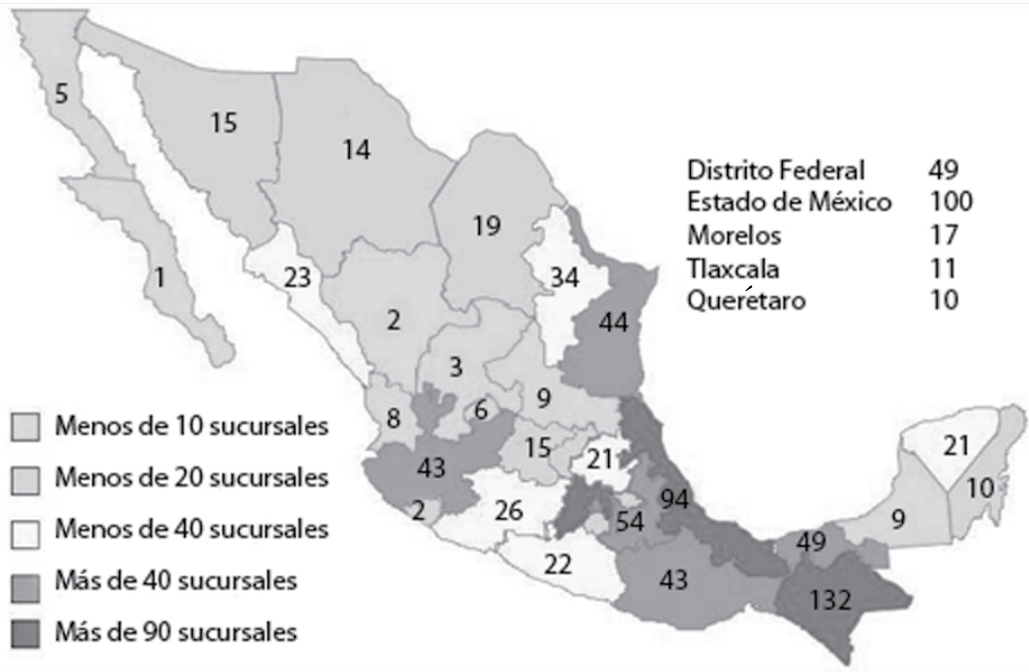 5
15
14
19
Distrito Federal 49
Estado de México 100
Morelos 17
Tlaxcala 11
Querétaro 10
1
23
34
2
44
3
8
6
9
15
21
43
2
26
54
94
22
43
49
132
9
21
10
Menos de 10 sucursales
Menos de 20 sucursales
Menos de 40 sucursales
Más de 40 sucursales
Más de 90 sucursales